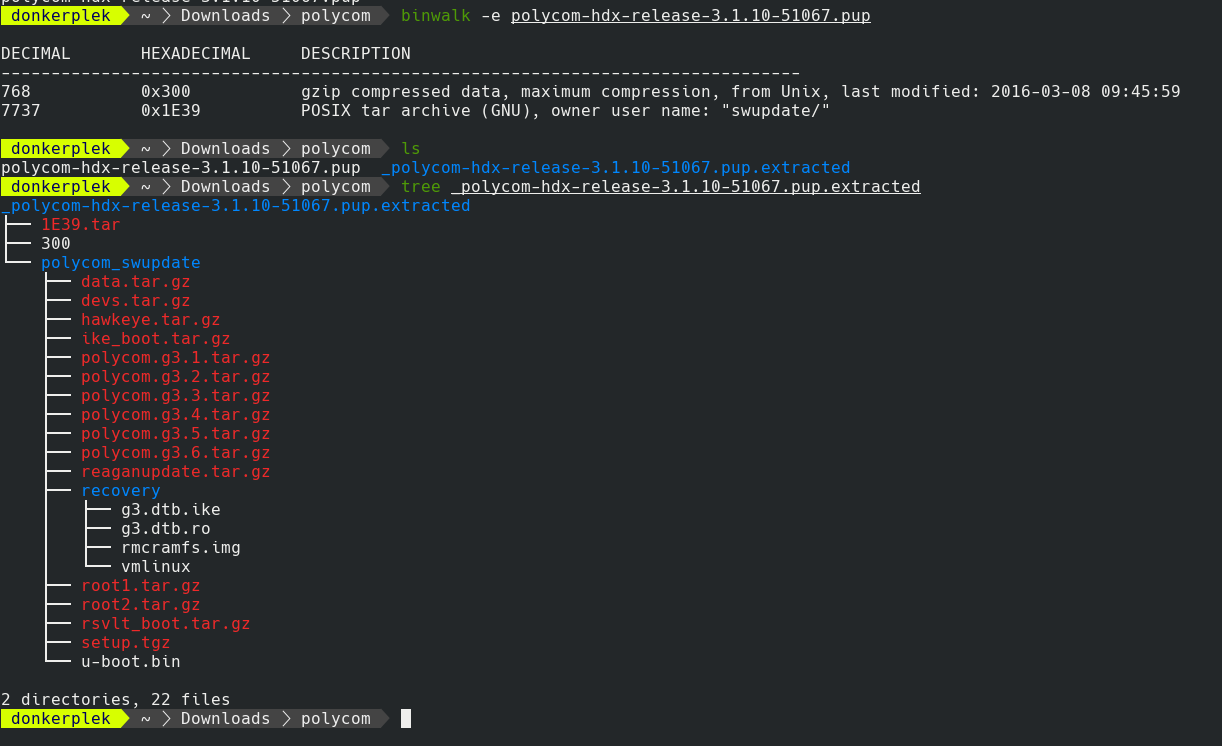 polycom-hdx-release-3.1.10-51067.pup
donkerplek ~ Downloads polycom binwalk -e polycom-hdx-release-3.1.10-51067.pup
DECIMAL HEXADECIMAL DESCRIPTION
--------------------------------------------------------------------------------
768 0x300 gzip compressed data, maximum compression, from Unix, last modified: 2016-03-08 09:45:59
7737 0x1E39 POSIX tar archive (GNU), owner user name: "swupdate/"
donkerplek ~ Downloads polycom ls
polycom-hdx-release-3.1.10-51067.pup _polycom-hdx-release-3.1.10-51067.pup.extracted
donkerplek ~ Downloads polycom tree _polycom-hdx-release-3.1.10-51067.pup.extracted
_polycom-hdx-release-3.1.10-51067.pup.extracted
├── 1E39.tar
├── 300
└── polycom_swupdate
    ├── data.tar.gz
    ├── devs.tar.gz
    ├── hawkeye.tar.gz
    ├── ike_boot.tar.gz
    ├── polycom.g3.1.tar.gz
    ├── polycom.g3.2.tar.gz
    ├── polycom.g3.3.tar.gz
    ├── polycom.g3.4.tar.gz
    ├── polycom.g3.5.tar.gz
    ├── polycom.g3.6.tar.gz
    ├── reaganupdate.tar.gz
    ├── recovery
    │   ├── g3.dtb.ike
    │   ├── g3.dtb.ro
    │   ├── rmcramfs.img
    │   └── vmlinux
    ├── root1.tar.gz
    ├── root2.tar.gz
    ├── rsvlt_boot.tar.gz
    ├── setup.tgz
    └── u-boot.bin
2 directories, 22 files
donkerplek ~ Downloads polycom